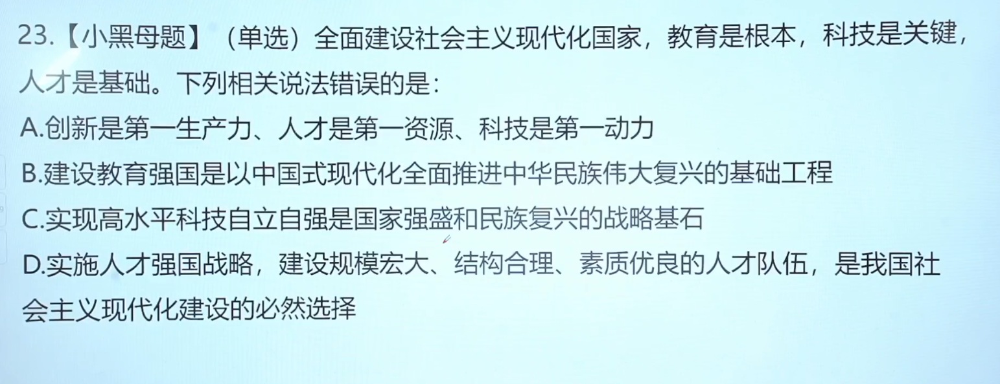 23.【小黑母题】（单选）全面建设社会主义现代化国家，教育是根本，科技是关键，
人才是基础。下列相关说法错误的是：
A.创新是第一生产力、人才是第一资源、科技是第一动力
B.建设教育强国是以中国式现代化全面推进中华民族伟大复兴的基础工程
C.实现高水平科技自立自强是国家强盛和民族复兴的战略基石
D.实施人才强国战略，建设规模宏大、结构合理、素质优良的人才队伍，是我国社
会主义现代化建设的必然选择